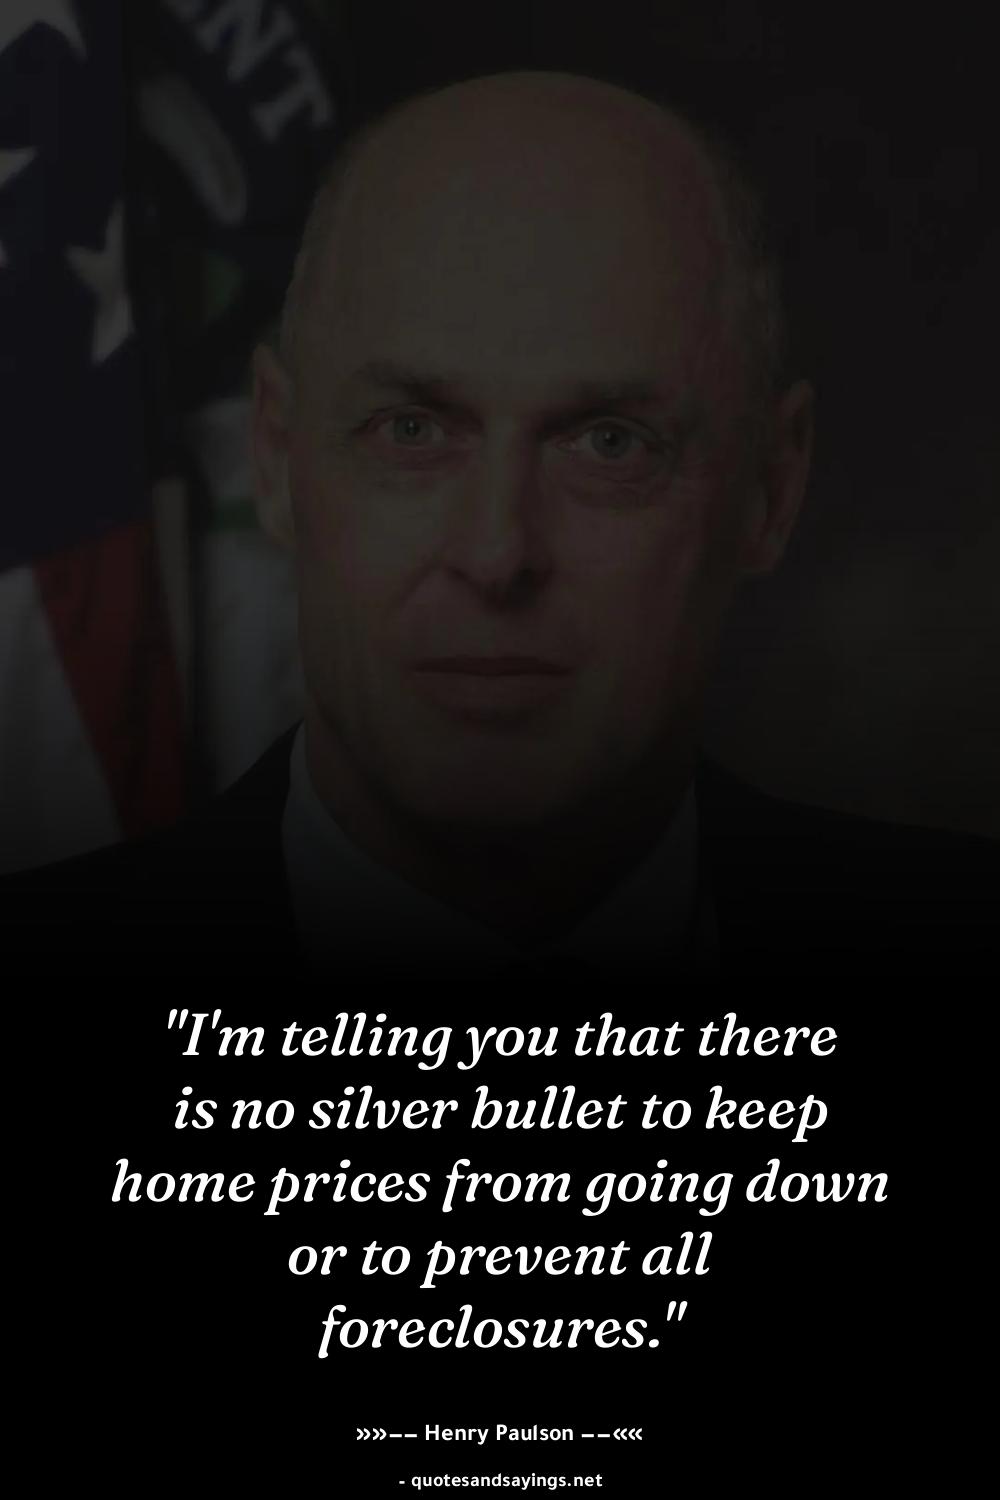 ENT
"I'm telling you that there
is no silver bullet to keep
home prices from going down
or to prevent all
foreclosures."
»»–– Henry Paulson ––««
- quotesandsayings.net